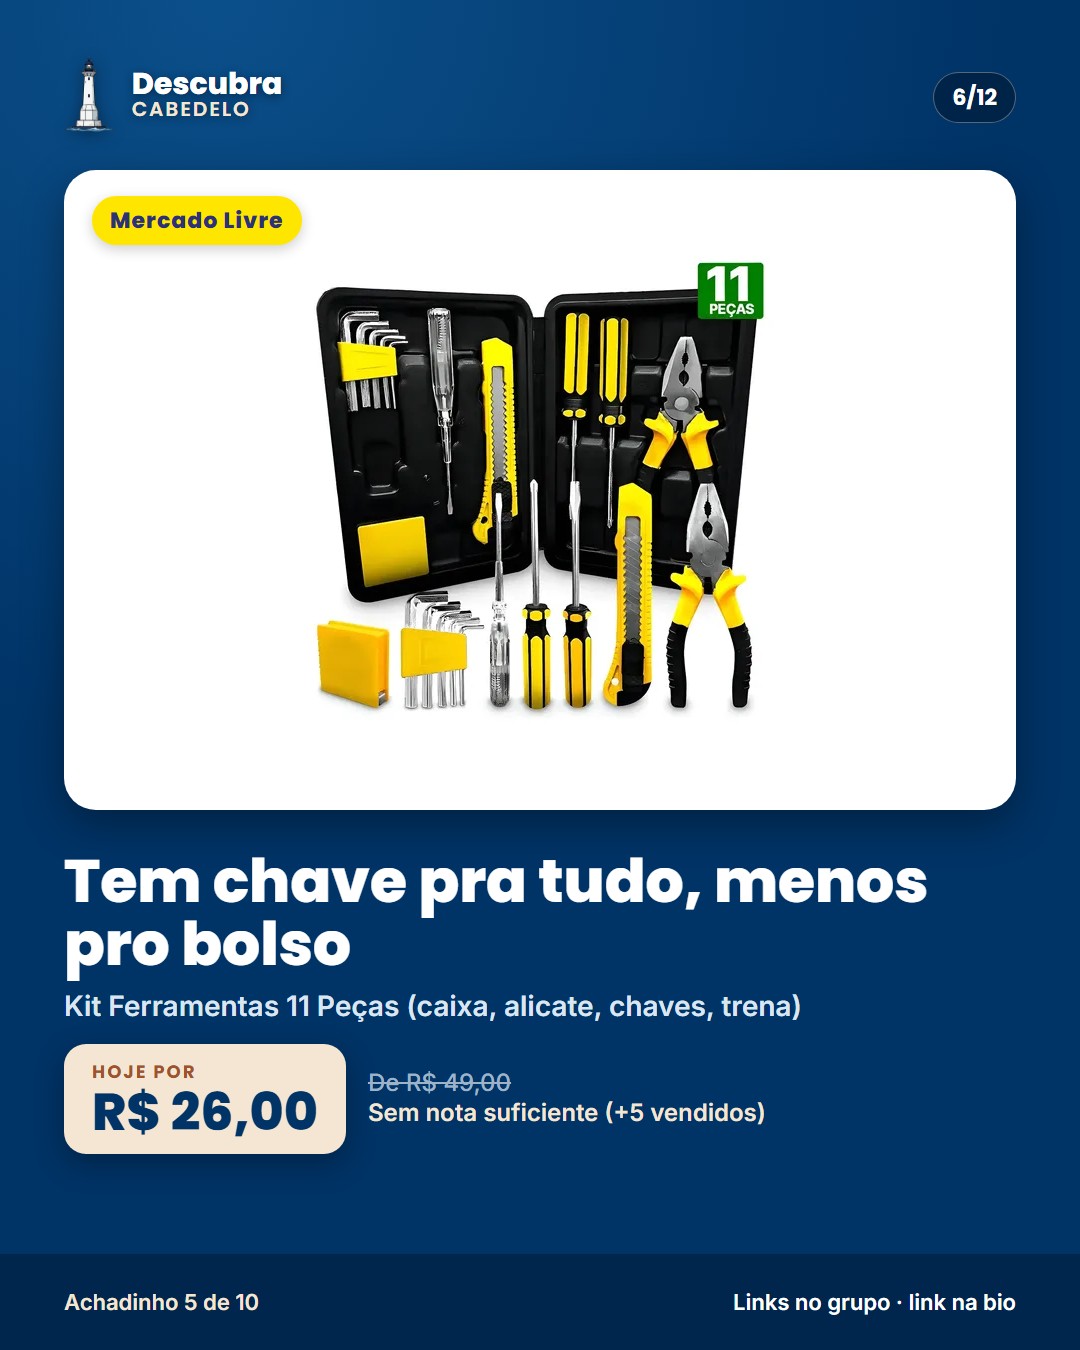 Descubra
CABEDELO
6/12
Mercado Livre
11
PEÇAS
Tem chave pra tudo, menos
pro bolso
Kit Ferramentas 11 Peças (caixa, alicate, chaves, trena)
HOJE POR
R$ 26,00
De R$ 49,00
Sem nota suficiente (+5 vendidos)
Achadinho 5 de 10
Links no grupo · link na bio